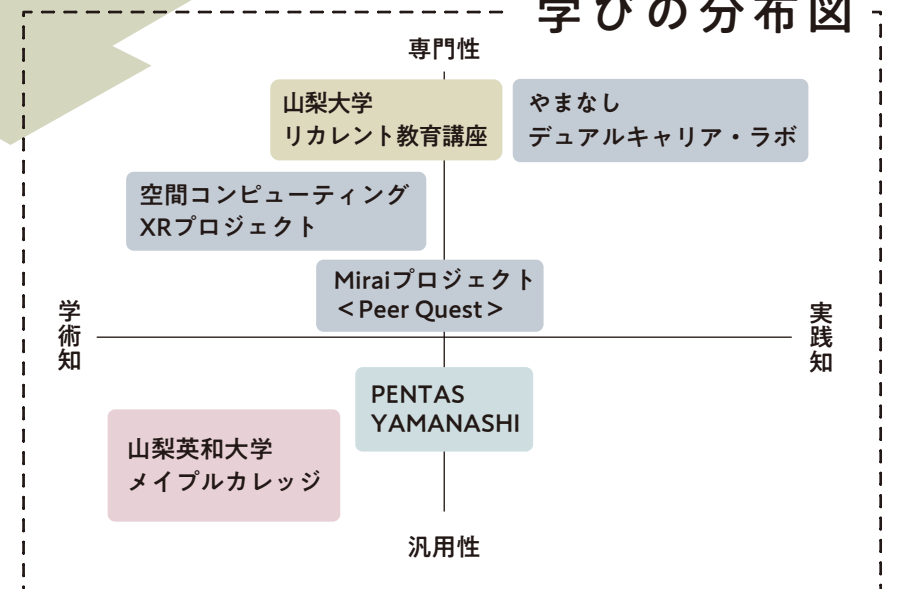 学びの分布図
専門性
山梨大学
リカレント教育講座
やまなし
デュアルキャリア・ラボ
空間コンピューティング
XRプロジェクト
Miraiプロジェクト
＜Peer Quest＞
学術知
実践知
PENTAS
YAMANASHI
山梨英和大学
メイプルカレッジ
汎用性